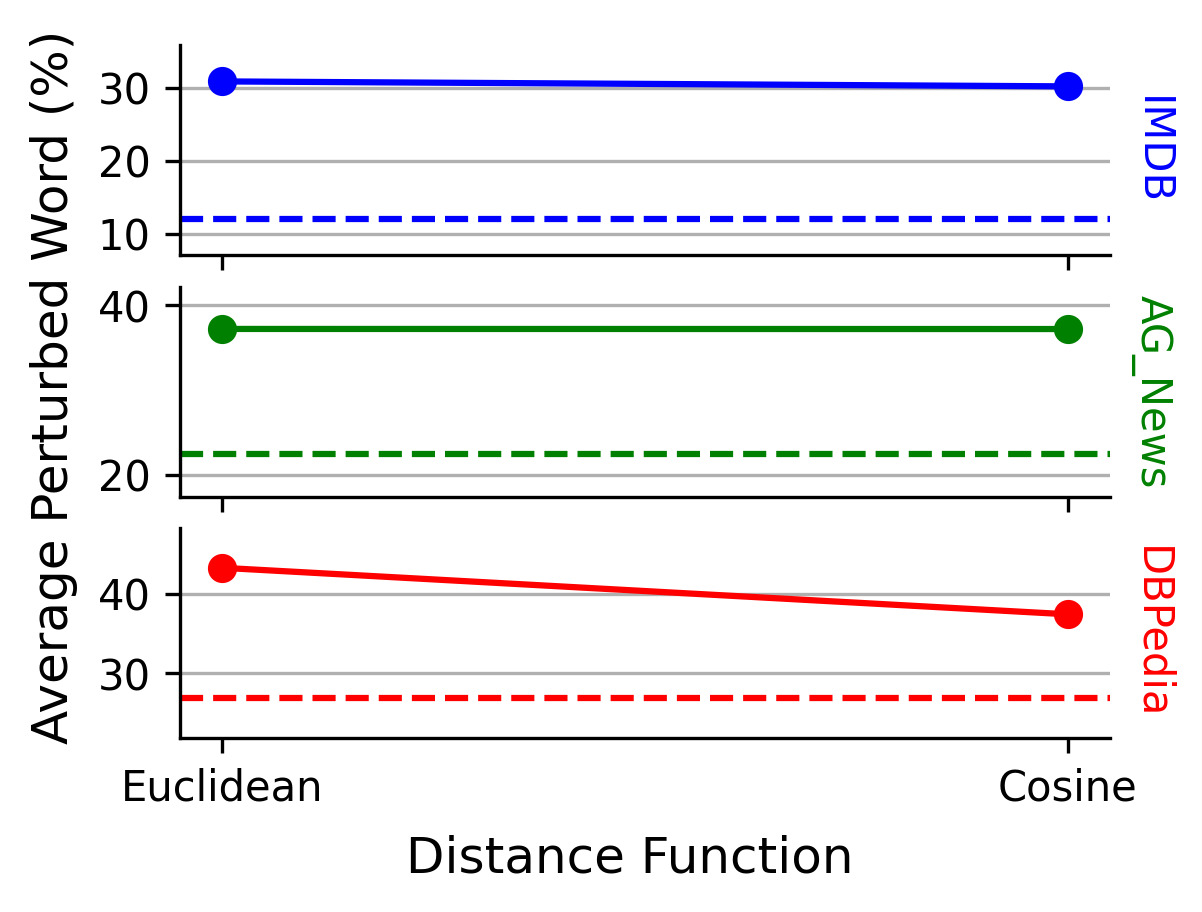 Average Perturbed Word (%)
30
20
10
IMDB
40
20
AG_News
40
30
DBPedia
Euclidean
Cosine
Distance Function